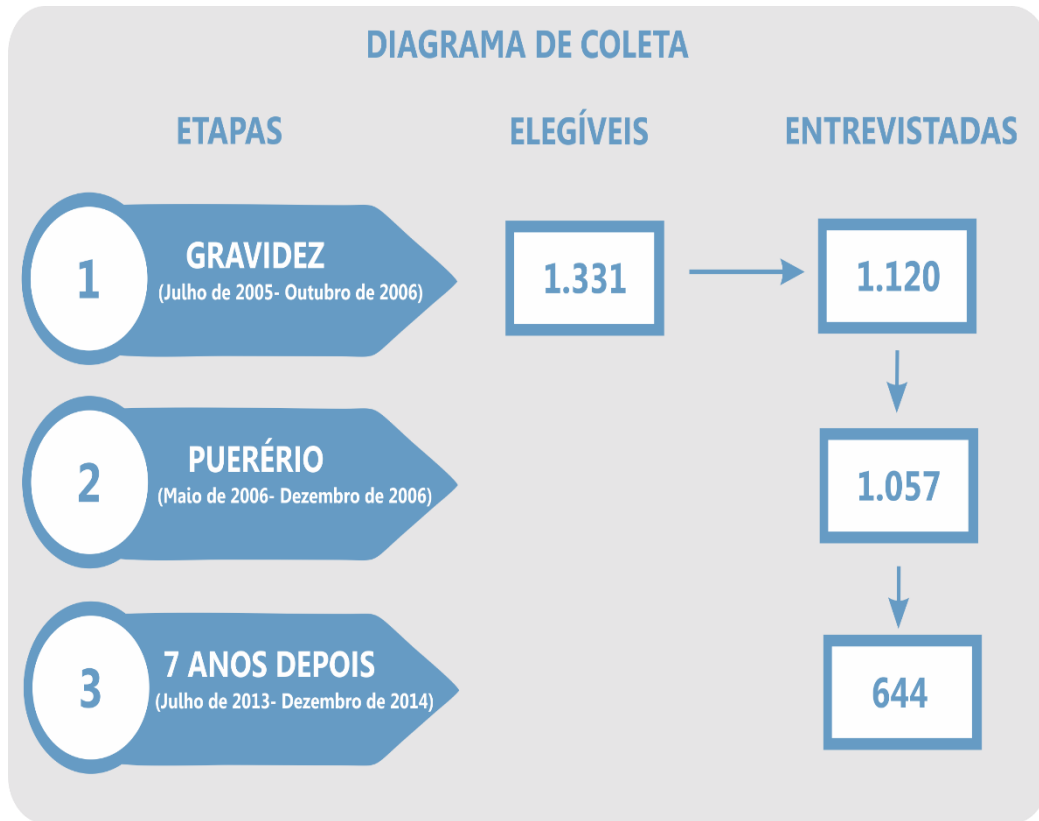 DIAGRAMA DE COLETA
ETAPAS
ELEGÍVEIS
ENTREVISTADAS
1
GRAVIDEZ
(Julho de 2005- Outubro de 2006)
1.331
1.120
2
PUERÉRIO
(Maio de 2006- Dezembro de 2006)
1.057
3
7 ANOS DEPOIS
(Julho de 2013- Dezembro de 2014)
644